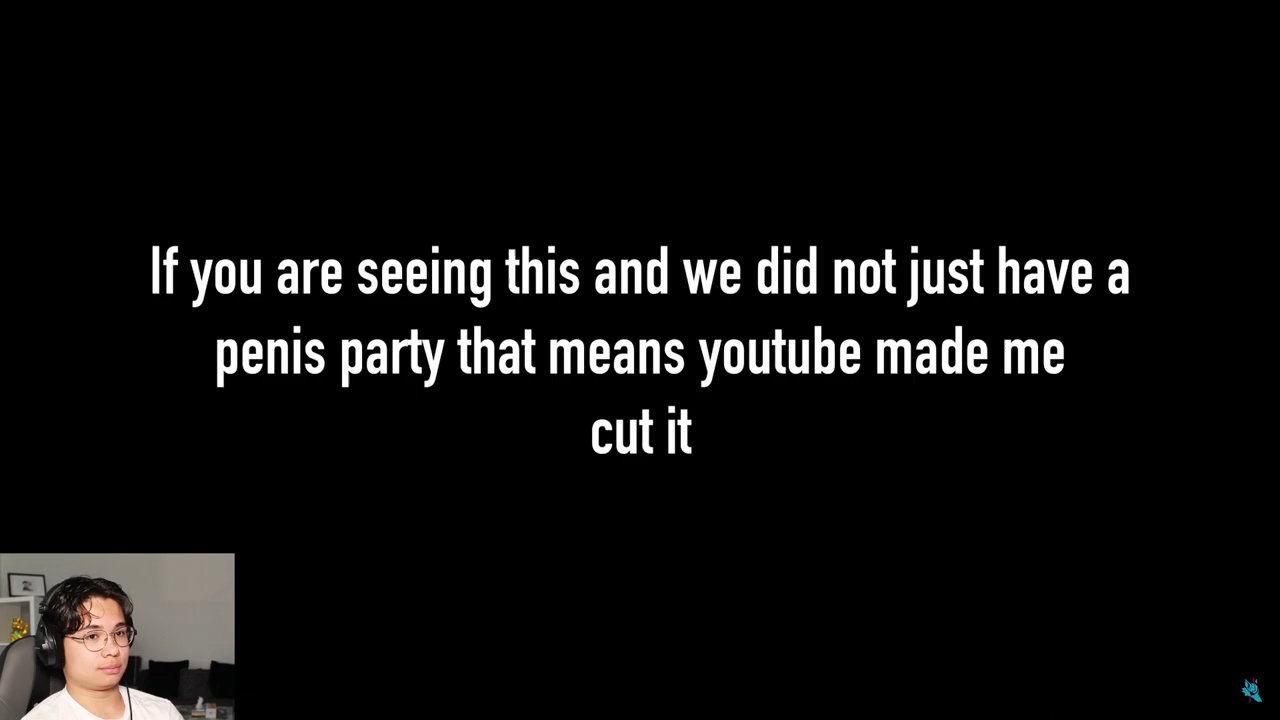 If you are seeing this and we did not just have a
penis party that means youtube made me
cut it